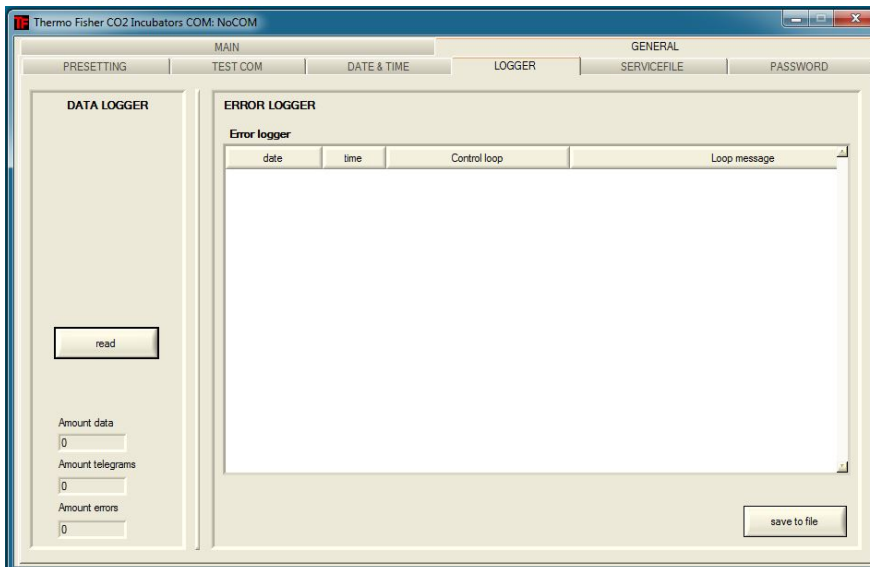 TF Thermo Fisher CO2 Incubators COM: NoCOM
MAIN GENERAL
PRESETTING TEST COM DATE & TIME LOGGER SERVICEFILE PASSWORD
DATA LOGGER
read
Amount data
0
Amount telegrams
0
Amount errors
0
ERROR LOGGER
Error logger
date time Control loop Loop message
save to file